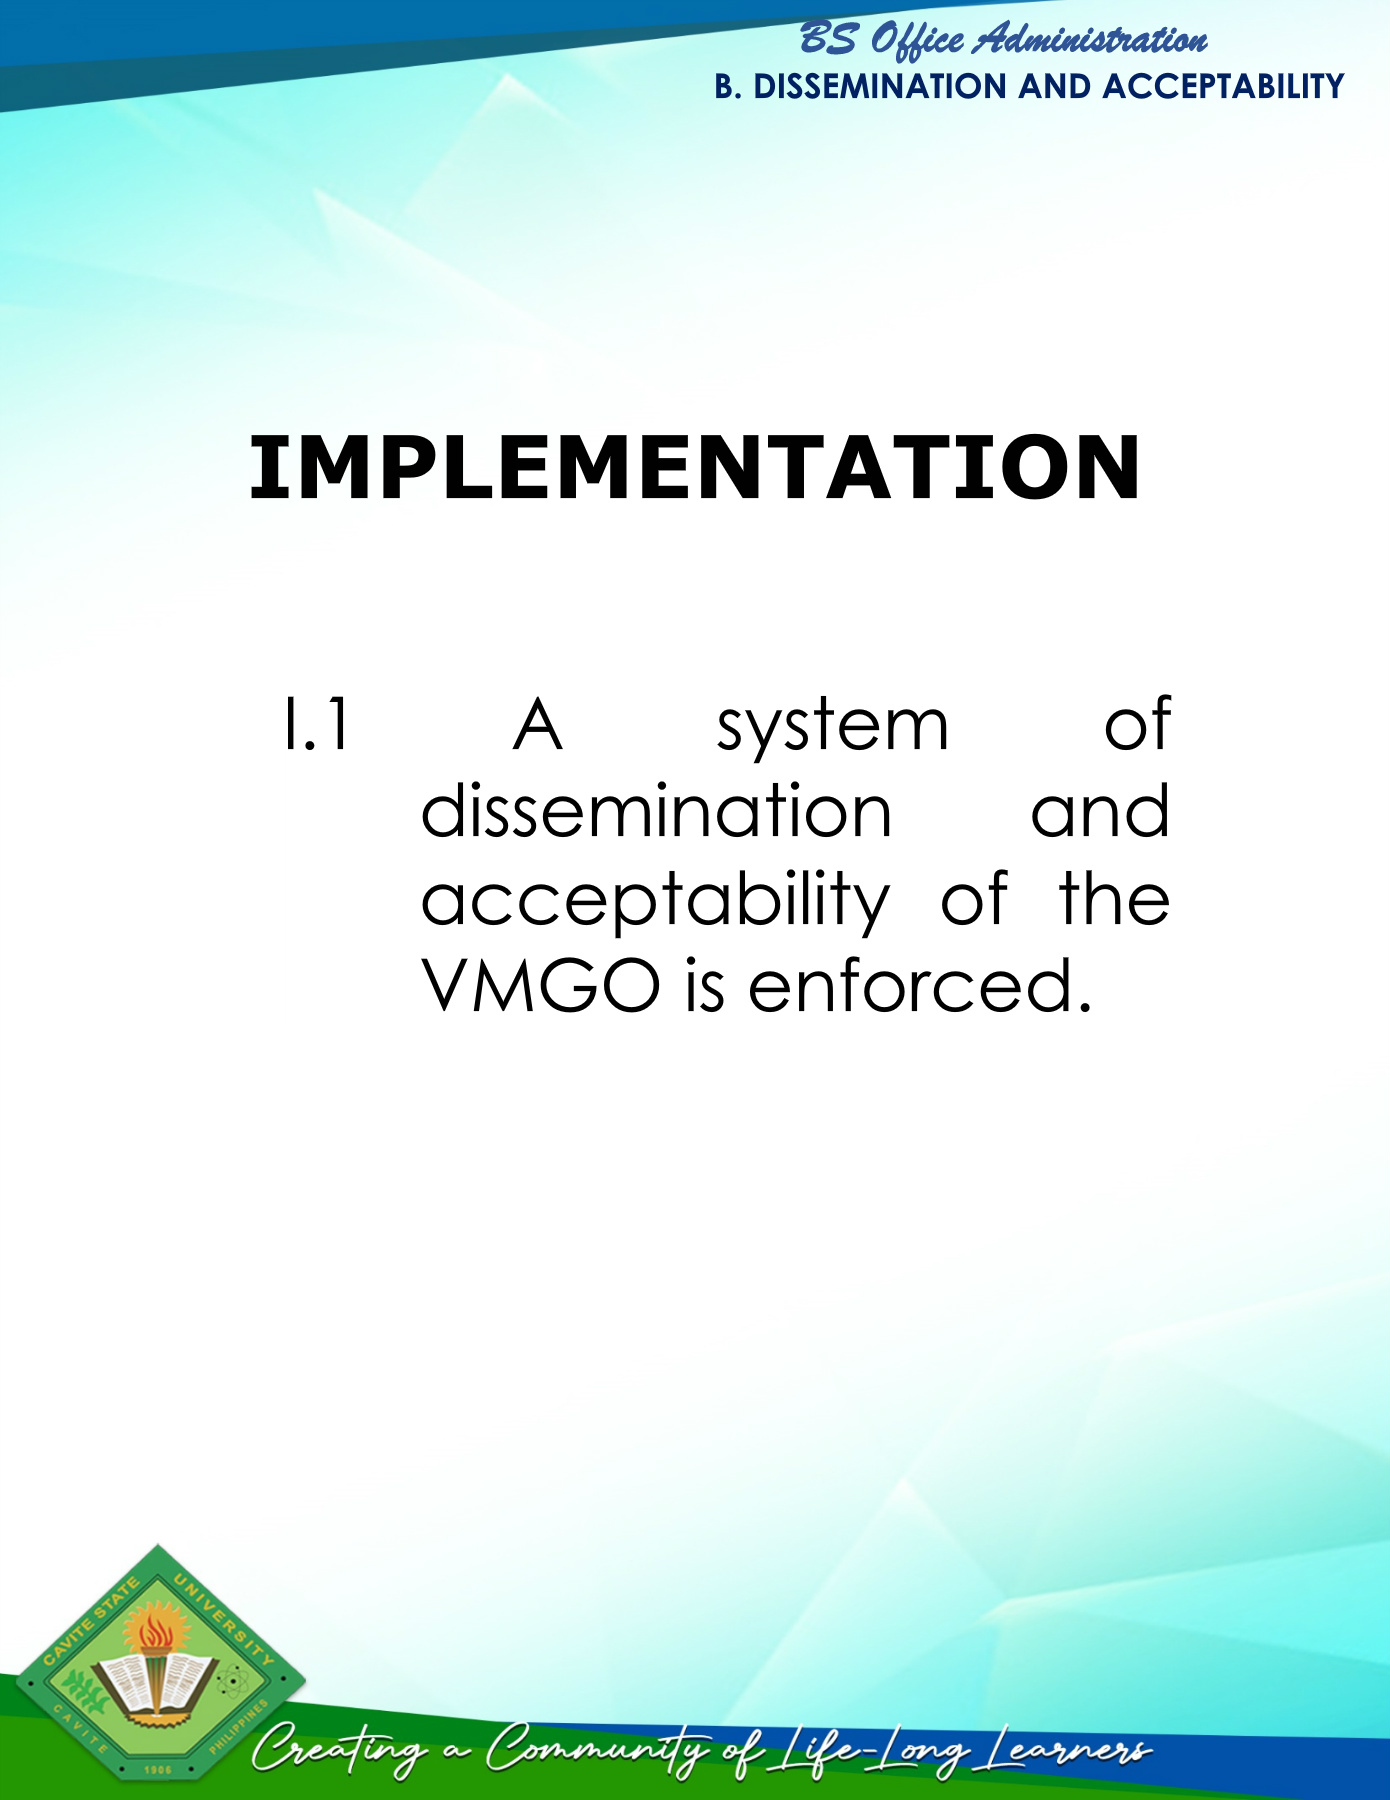 BS Office Administration
B. DISSEMINATION AND ACCEPTABILITY
IMPLEMENTATION
I.1 A system of
dissemination and
acceptability of the
VMGO is enforced.
CAVITE STATE UNIVERSITY
CAVITE PHILIPPINES
1906
Creating a Community of Life-Long Learners